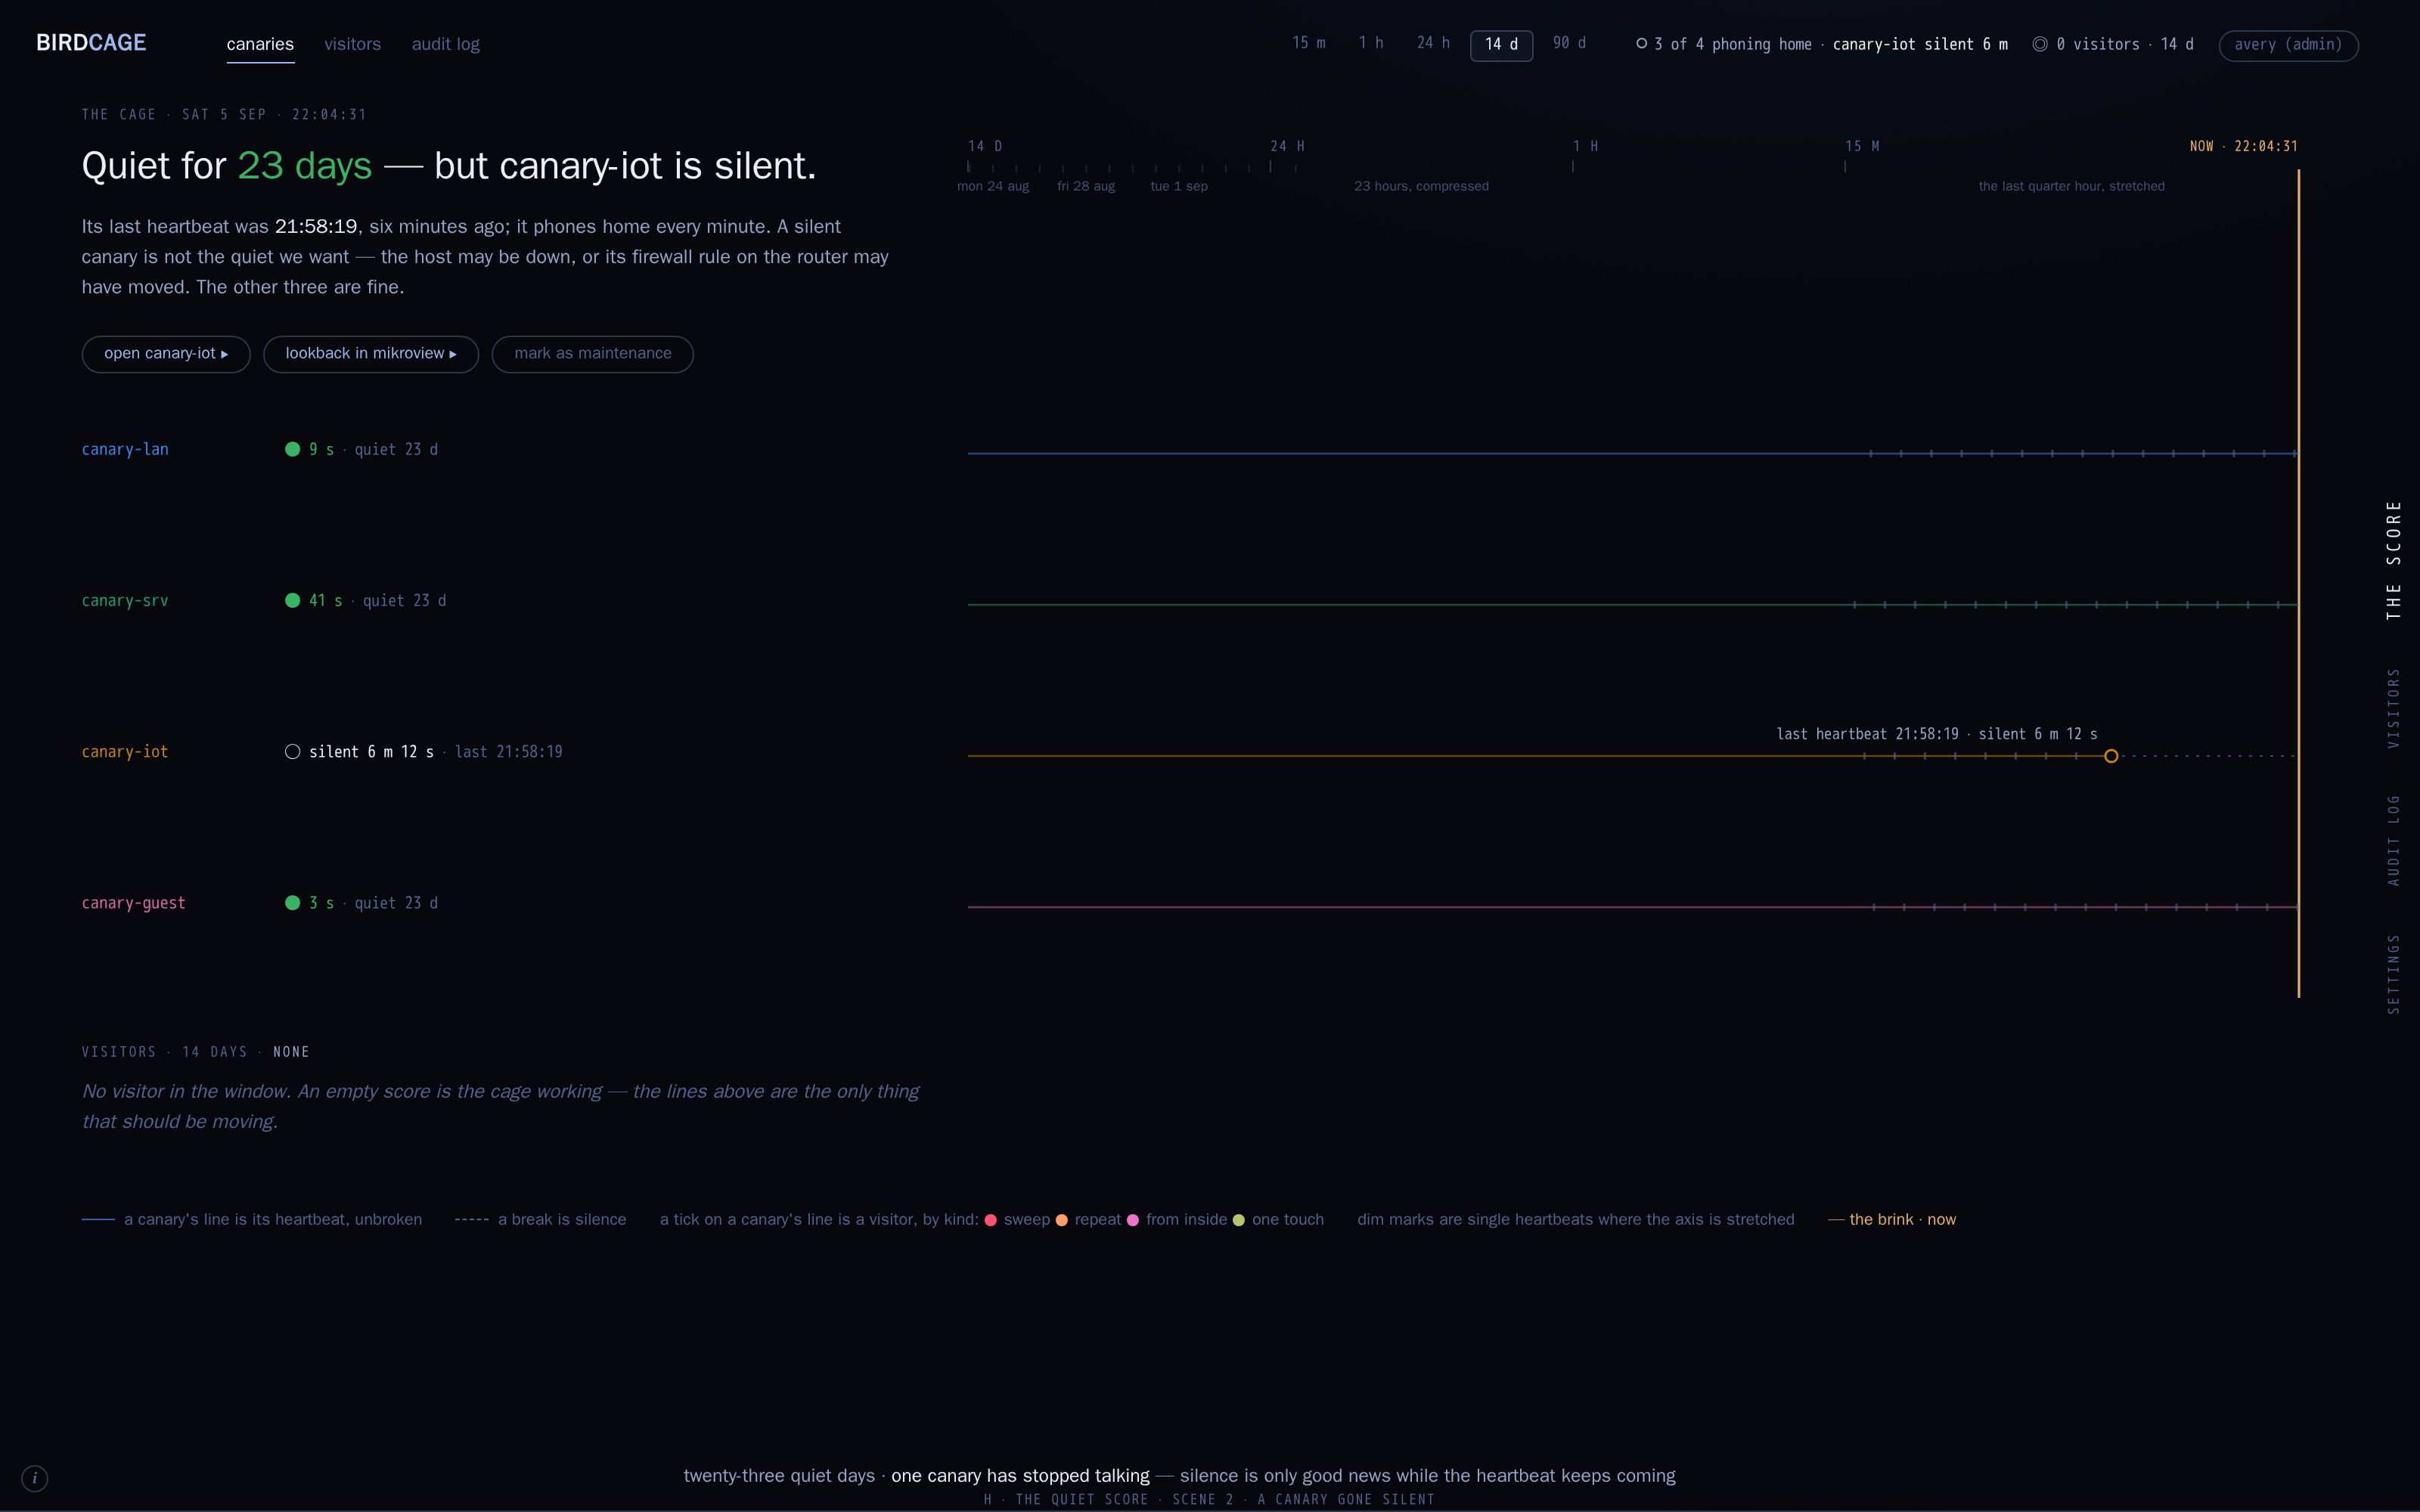 BIRDCAGE canaries visitors audit log 15 m 1 h 24 h 14 d 90 d 3 of 4 phoning home · canary-iot silent 6 m 0 visitors · 14 d avery (admin)
THE CAGE · SAT 5 SEP · 22:04:31
Quiet for 23 days — but canary-iot is silent.
Its last heartbeat was 21:58:19, six minutes ago; it phones home every minute. A silent
canary is not the quiet we want — the host may be down, or its firewall rule on the router may
have moved. The other three are fine.
open canary-iot ▸ lookback in mikroview ▸ mark as maintenance
14 D 24 H 1 H 15 M NOW · 22:04:31
mon 24 aug fri 28 aug tue 1 sep 23 hours, compressed the last quarter hour, stretched
canary-lan 9 s · quiet 23 d
canary-srv 41 s · quiet 23 d
last heartbeat 21:58:19 · silent 6 m 12 s
canary-iot silent 6 m 12 s · last 21:58:19
canary-guest 3 s · quiet 23 d
THE SCORE
VISITORS
AUDIT LOG
SETTINGS
VISITORS · 14 DAYS · NONE
No visitor in the window. An empty score is the cage working — the lines above are the only thing
that should be moving.
a canary's line is its heartbeat, unbroken a break is silence a tick on a canary's line is a visitor, by kind: sweep repeat from inside one touch dim marks are single heartbeats where the axis is stretched — the brink · now
i
twenty-three quiet days · one canary has stopped talking — silence is only good news while the heartbeat keeps coming
H · THE QUIET SCORE · SCENE 2 · A CANARY GONE SILENT